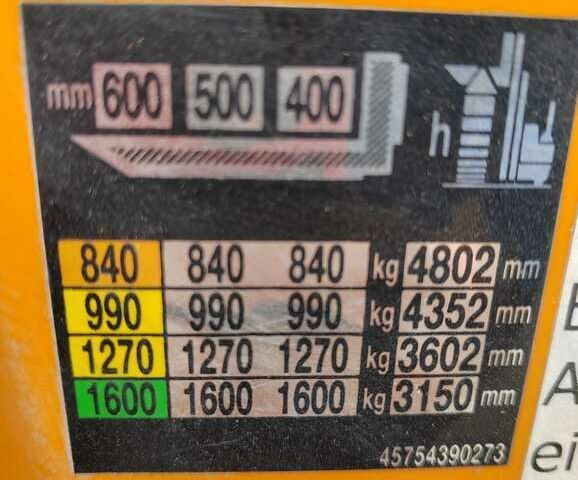 mm 600 500 400
h
840 840 840 kg 4802 mm
990 990 990 kg 4352 mm
1270 1270 1270 kg 3602 mm
1600 1600 1600 kg 3150 mm
45754390273
A
ei